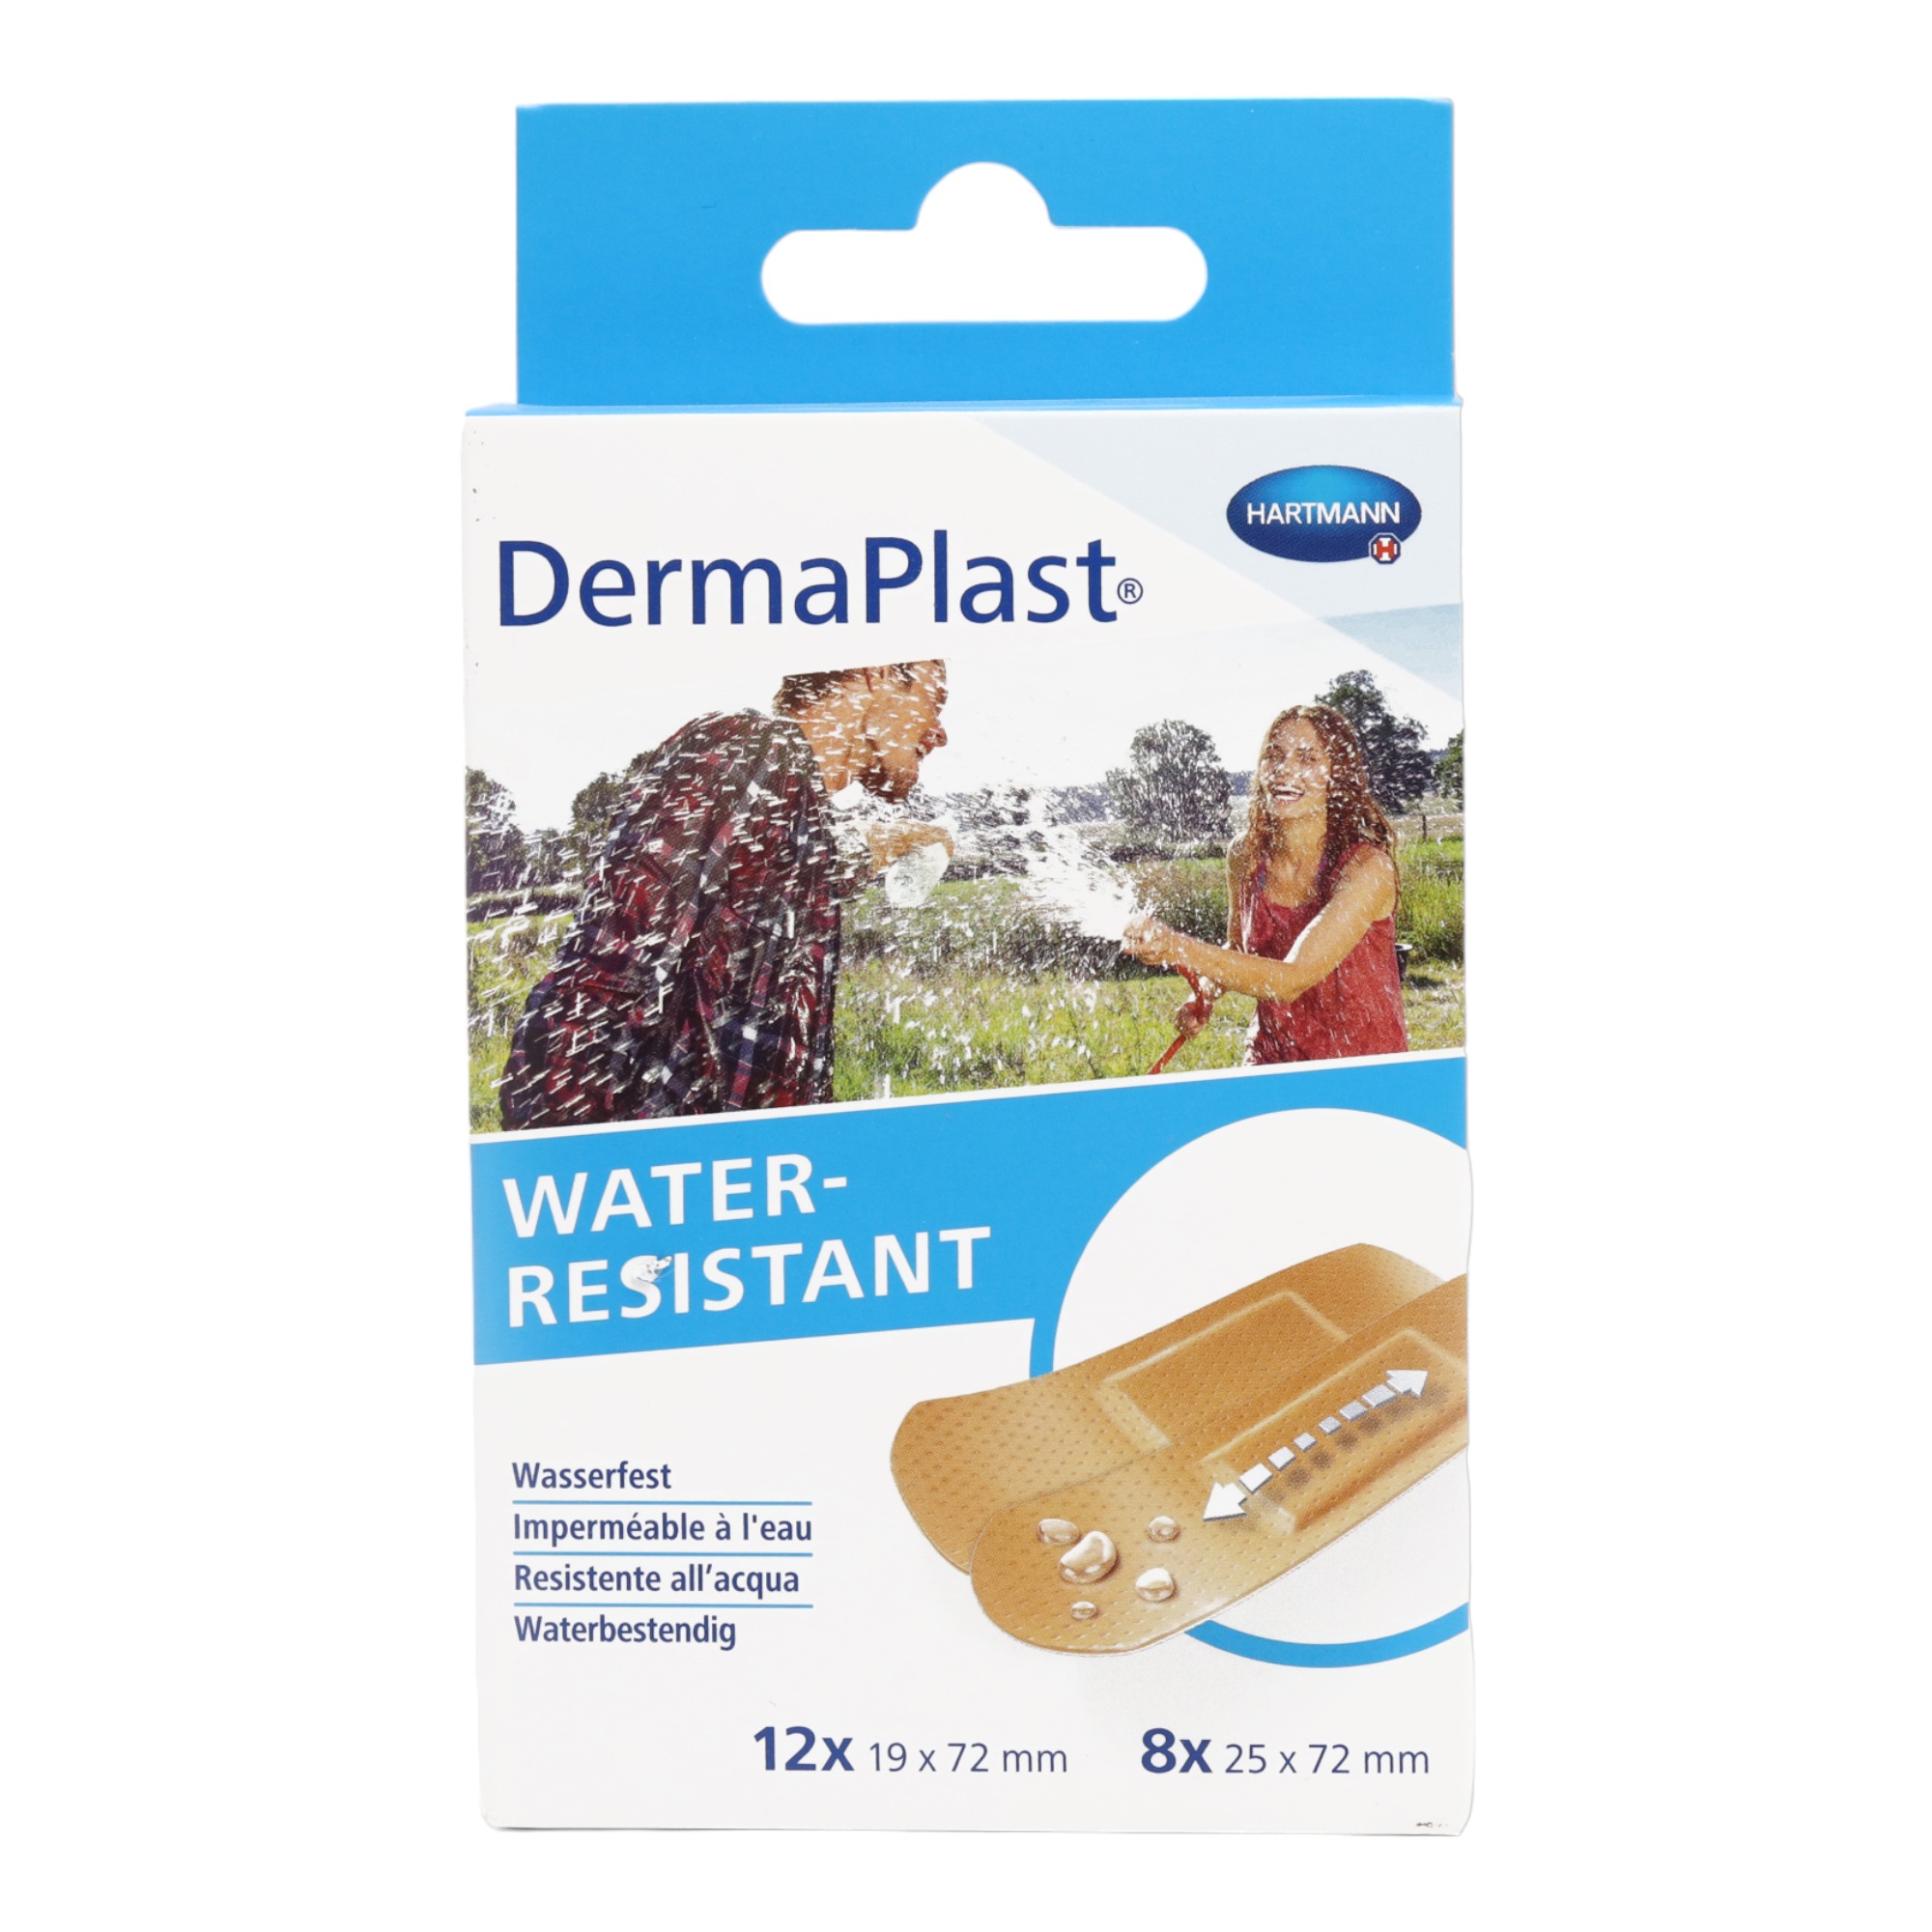 HARTMANN
DermaPlast®
WATER-
RESISTANT
Wasserfest
Imperméable à l'eau
Resistente all’acqua
Waterbestendig
12x 19 x 72 mm 8x 25 x 72 mm